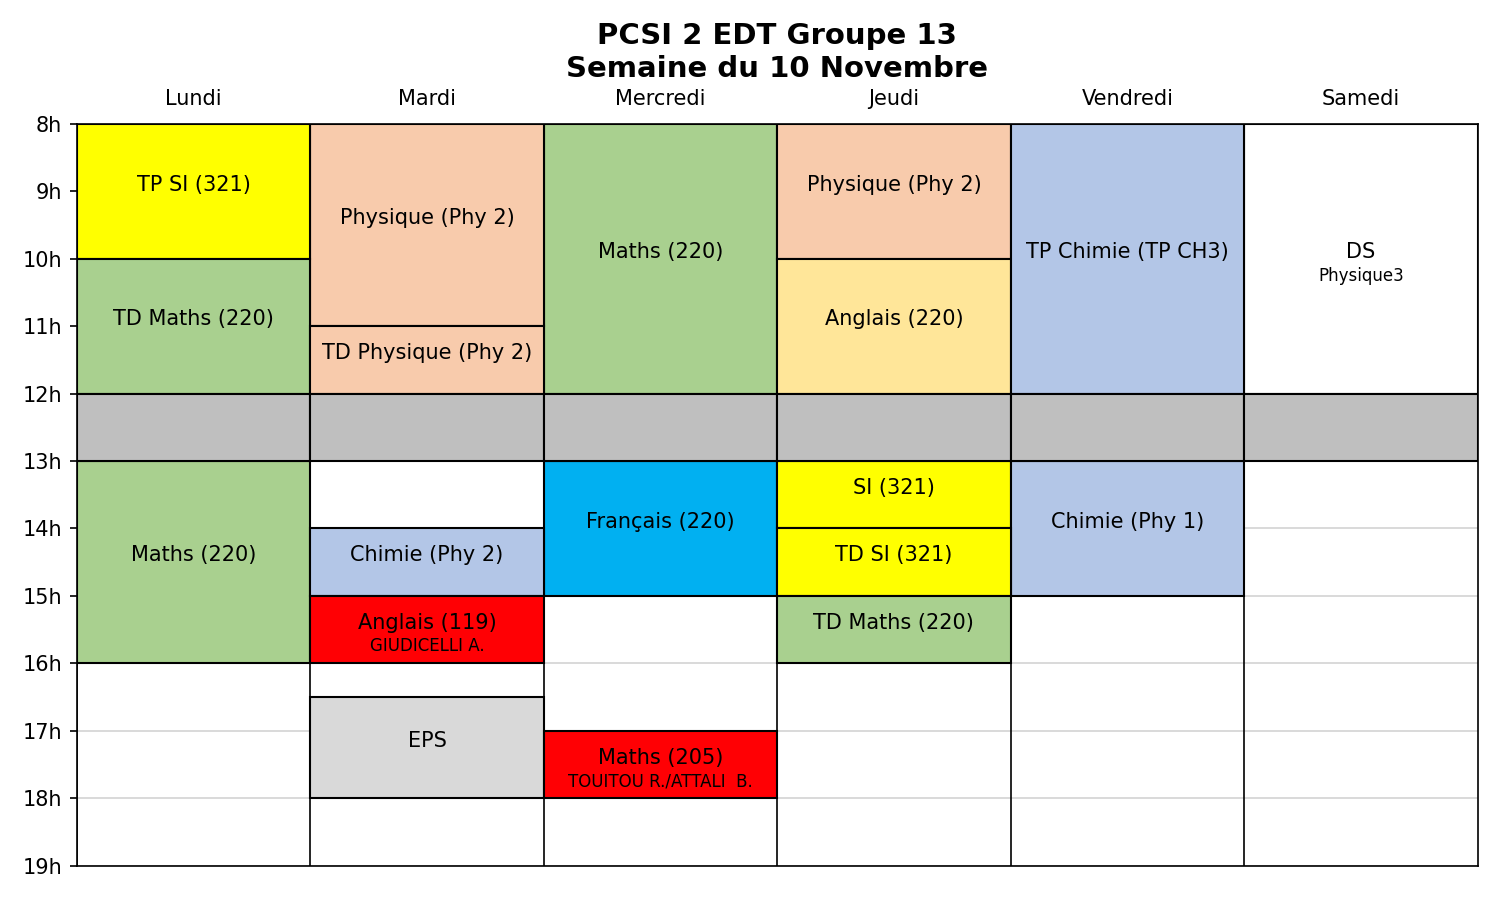 PCSI 2 EDT Groupe 13
Semaine du 10 Novembre
Lundi Mardi Mercredi Jeudi Vendredi Samedi
8h
9h
10h
11h
12h
13h
14h
15h
16h
17h
18h
19h
TP SI (321)
TD Maths (220)
Maths (220)
Physique (Phy 2)
TD Physique (Phy 2)
Chimie (Phy 2)
Anglais (119)
GIUDICELLI A.
EPS
Maths (220)
Français (220)
Maths (205)
TOUITOU R./ATTALI  B.
Physique (Phy 2)
Anglais (220)
SI (321)
TD SI (321)
TD Maths (220)
TP Chimie (TP CH3)
Chimie (Phy 1)
DS
Physique3